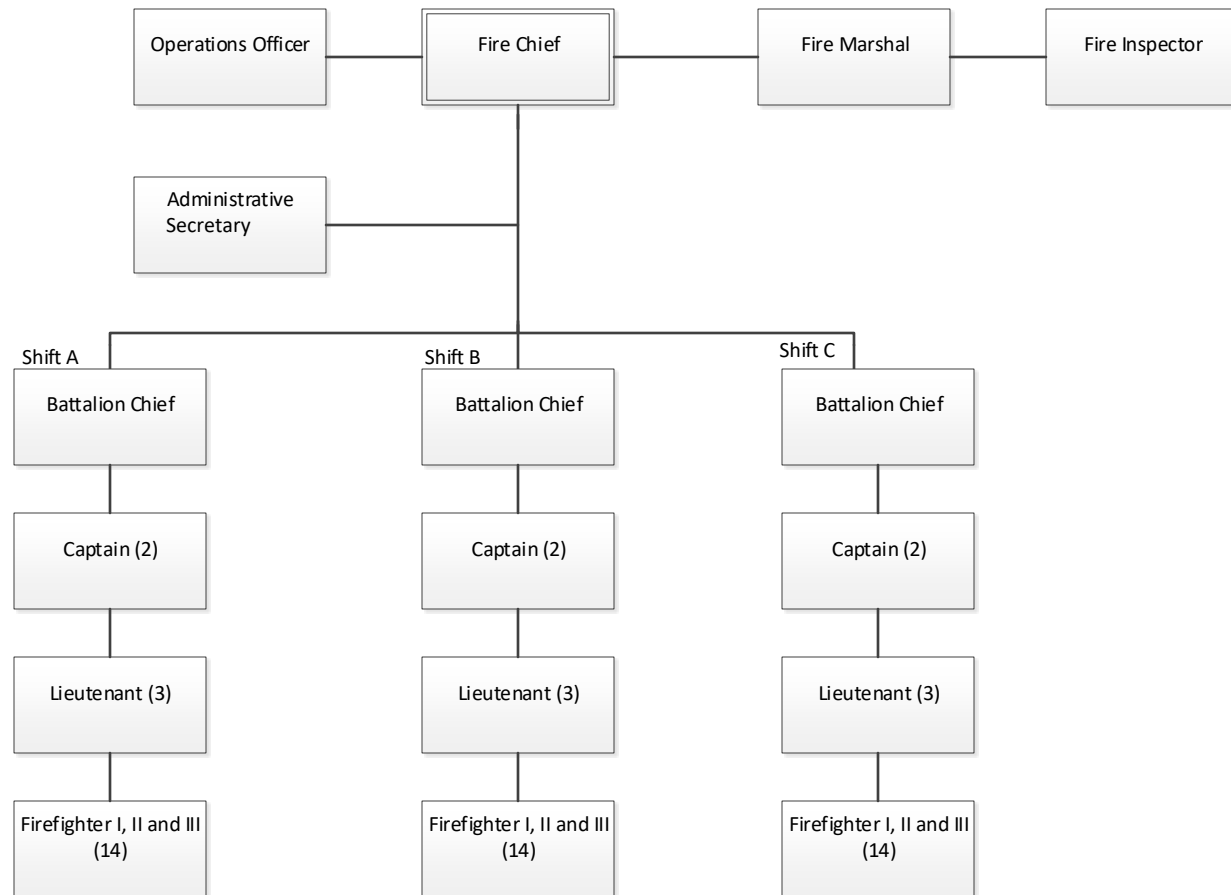 Operations Officer
Fire Chief
Fire Marshal
Fire Inspector
Administrative
Secretary
Shift A
Shift B
Shift C
Battalion Chief
Battalion Chief
Battalion Chief
Captain (2)
Captain (2)
Captain (2)
Lieutenant (3)
Lieutenant (3)
Lieutenant (3)
Firefighter I, II and III
(14)
Firefighter I, II and III
(14)
Firefighter I, II and III
(14)